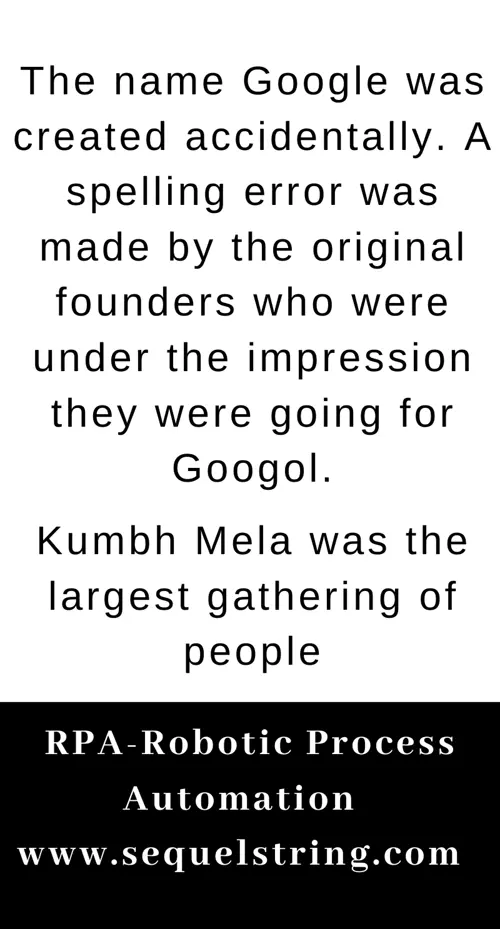 The name Google was
created accidentally. A
spelling error was
made by the original
founders who were
under the impression
they were going for
Googol.
Kumbh Mela was the
largest gathering of
people
RPA-Robotic Process
Automation
www.sequelstring.com